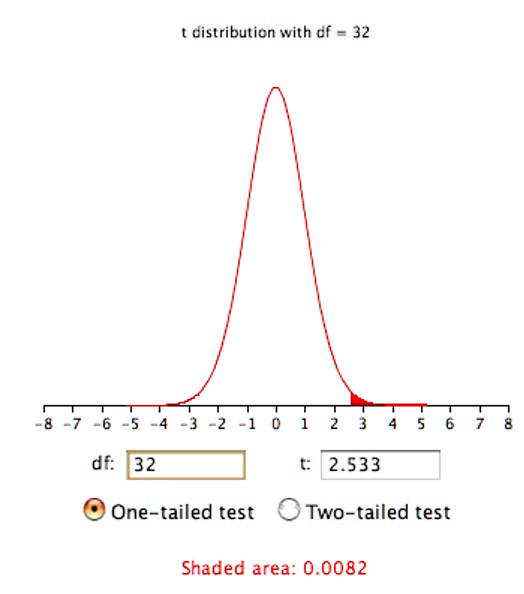 t distribution with df = 32
-8 -7 -6 -5 -4 -3 -2 -1 0 1 2 3 4 5 6 7 8
df: 32 t: 2.533
One-tailed test Two-tailed test
Shaded area: 0.0082